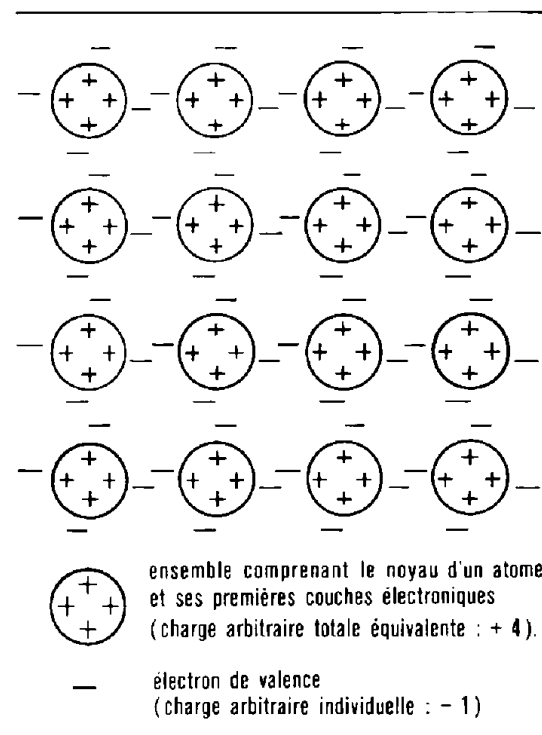 ensemble comprenant le noyau d'un atome
et ses premières couches électroniques
(charge arbitraire totale équivalente : + 4).
électron de valence
(charge arbitraire individuelle : − 1)